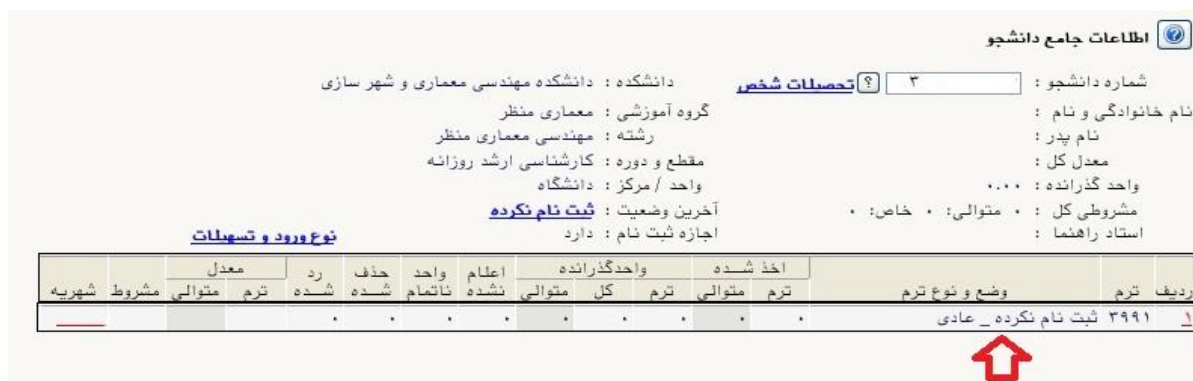 اطلاعات جامع دانشجو
شماره دانشجو : ۳ ؟ تحصیلات شخص دانشکده : دانشکده مهندسی معماری و شهر سازی
نام خانوادگی و نام : گروه آموزشی : معماری منظر
نام پدر : رشته : مهندسی معماری منظر
معدل کل : مقطع و دوره : کارشناسی ارشد روزانه
واحد گذرانده : ۰.۰۰ واحد / مرکز : دانشگاه
مشروطی کل : ۰ متوالی: ۰ خاص: ۰ آخرین وضعیت : ثبت نام نکرده
استاد راهنما : اجازه ثبت نام : دارد نوع ورود و تسهیلات
اخذ شــده واحدگذرانده اعلام واحد حذف رد معدل
ردیف ترم وضع و نوع ترم ترم متوالی ترم کل متوالی نشده ناتمام شــده شــده ترم متوالی مشروط شهریه
۱ ۳۹۹۱ ثبت نام نکرده _ عادی ۰ ۰ ۰ ۰ ۰ ۰ ۰ ۰ ۰